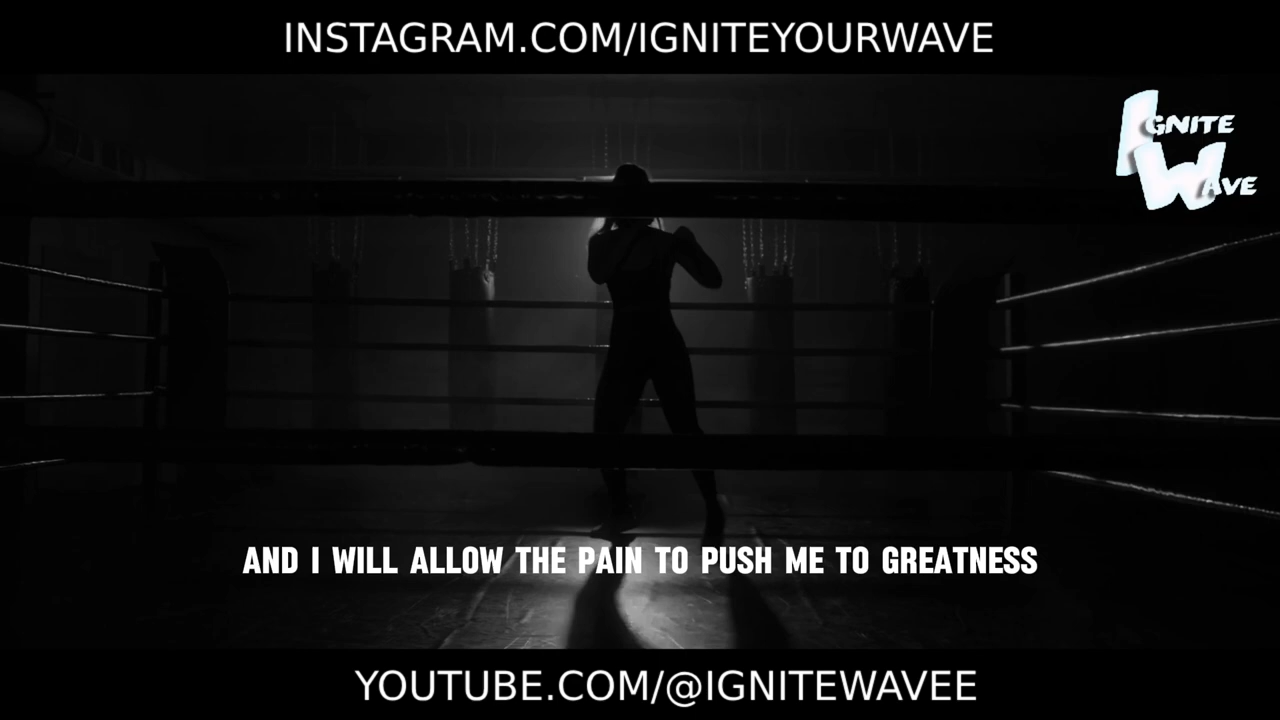 INSTAGRAM.COM/IGNITEYOURWAVE
IGNITE
WAVE
AND I WILL ALLOW THE PAIN TO PUSH ME TO GREATNESS
YOUTUBE.COM/@IGNITEWAVEE